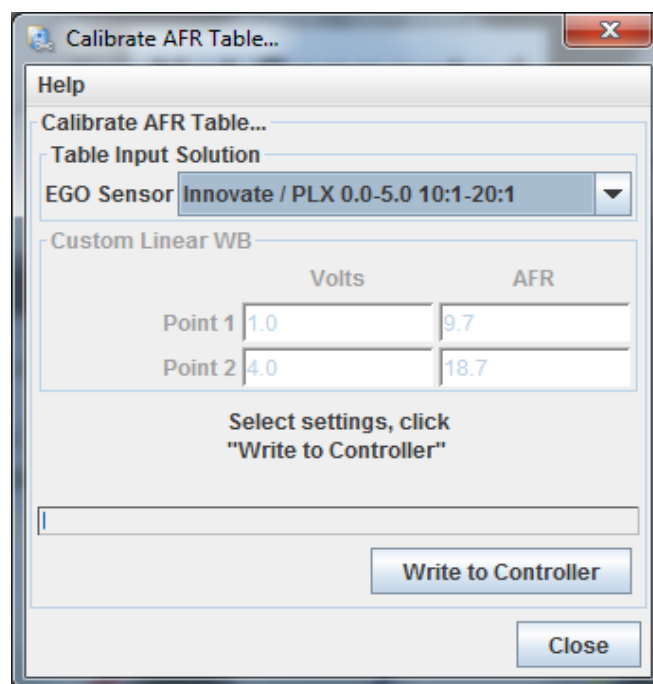 Calibrate AFR Table...
Help
Calibrate AFR Table...
Table Input Solution
EGO Sensor Innovate / PLX 0.0-5.0 10:1-20:1
Custom Linear WB
Volts AFR
Point 1 1.0 9.7
Point 2 4.0 18.7
Select settings, click
"Write to Controller"
Write to Controller
Close